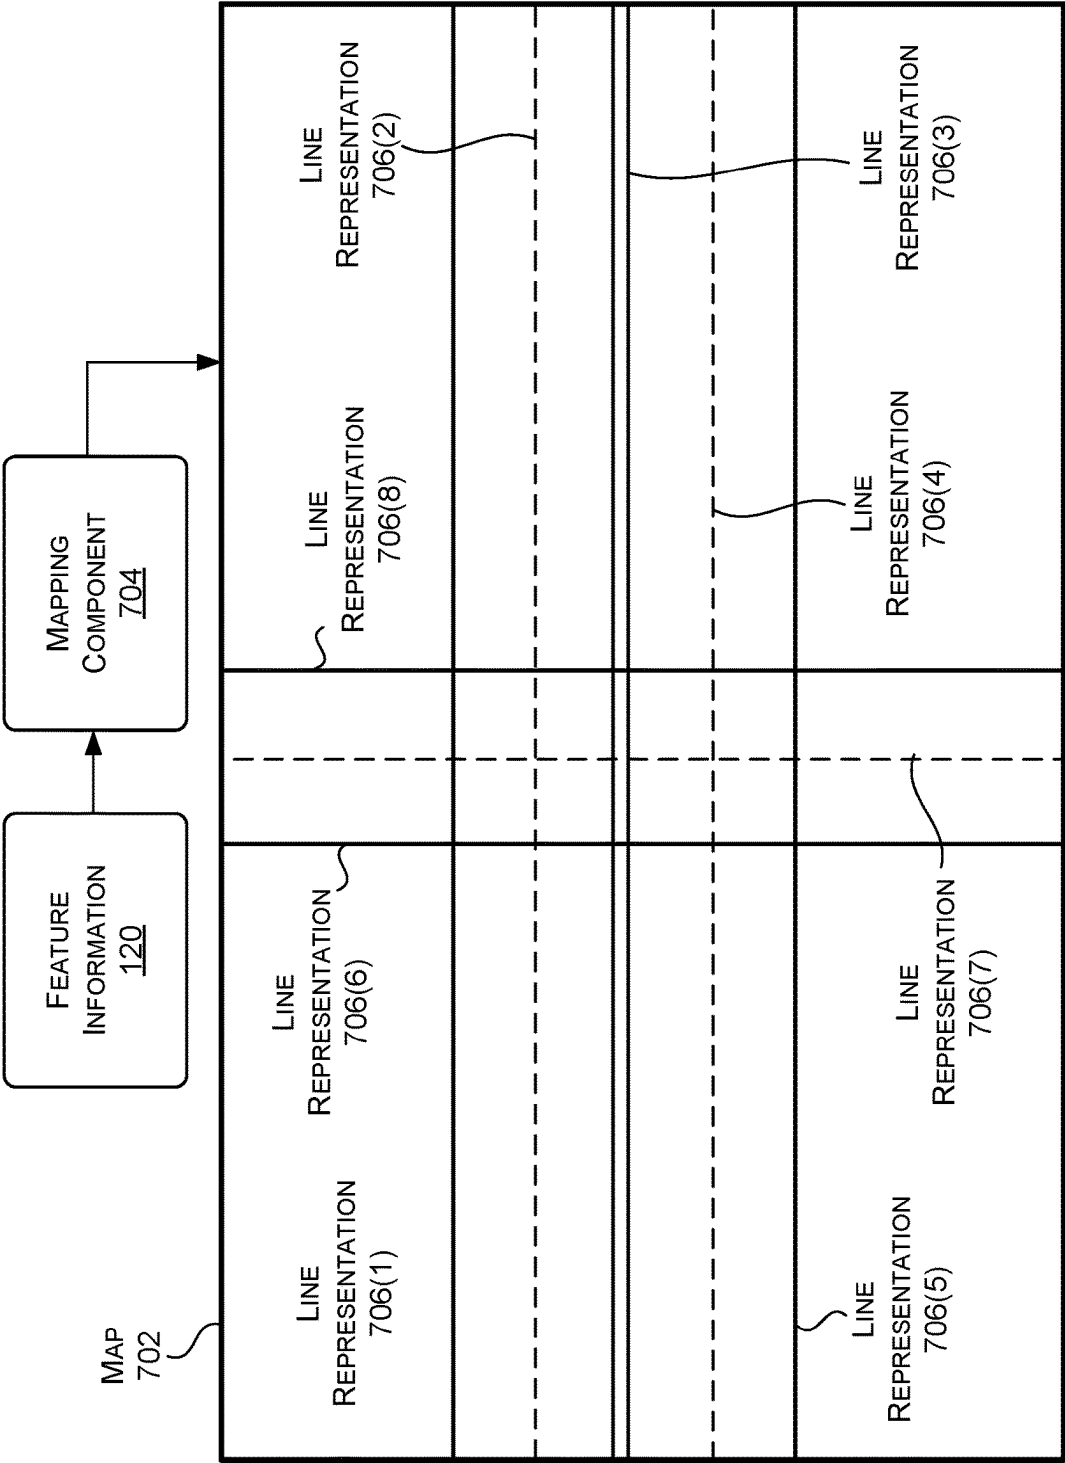 MAP
702
FEATURE
INFORMATION
120
MAPPING
COMPONENT
704
LINE
REPRESENTATION
706(1)
LINE
REPRESENTATION
706(6)
LINE
REPRESENTATION
706(8)
LINE
REPRESENTATION
706(2)
LINE
REPRESENTATION
706(5)
LINE
REPRESENTATION
706(7)
LINE
REPRESENTATION
706(4)
LINE
REPRESENTATION
706(3)